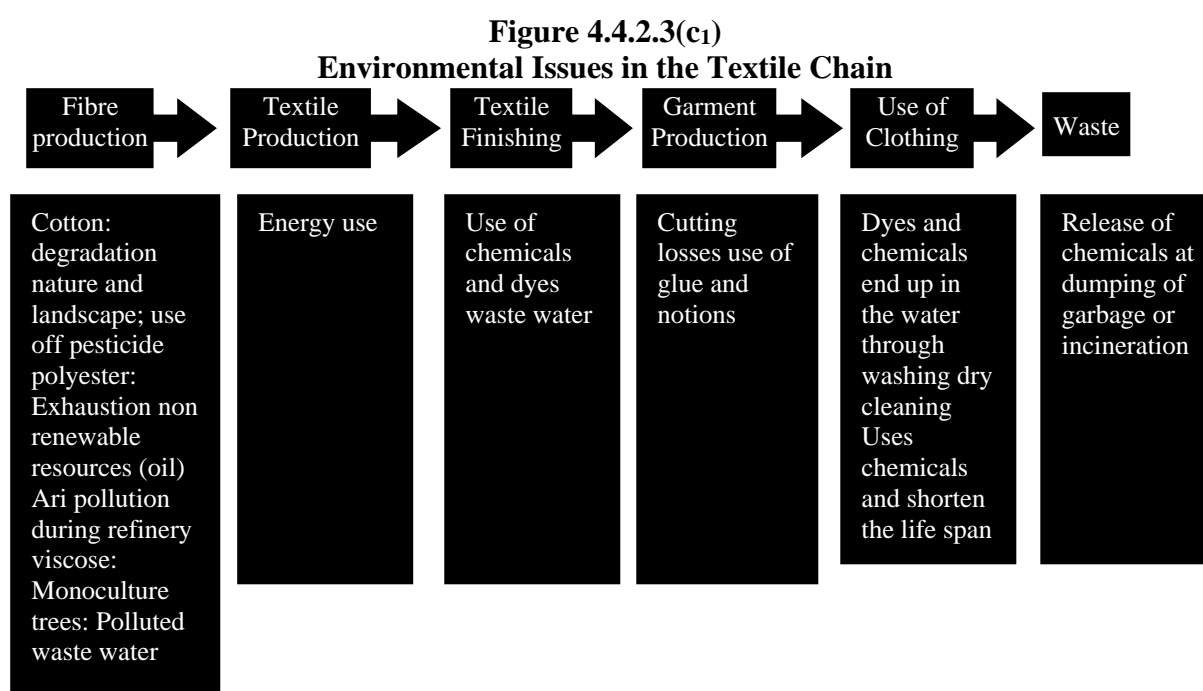 Figure 4.4.2.3(c₁)
Environmental Issues in the Textile Chain
Fibre
production
Textile
Production
Textile
Finishing
Garment
Production
Use of
Clothing
Waste
Cotton:
degradation
nature and
landscape; use
off pesticide
polyester:
Exhaustion non
renewable
resources (oil)
Ari pollution
during refinery
viscose:
Monoculture
trees: Polluted
waste water
Energy use
Use of
chemicals
and dyes
waste water
Cutting
losses use of
glue and
notions
Dyes and
chemicals
end up in
the water
through
washing dry
cleaning
Uses
chemicals
and shorten
the life span
Release of
chemicals at
dumping of
garbage or
incineration